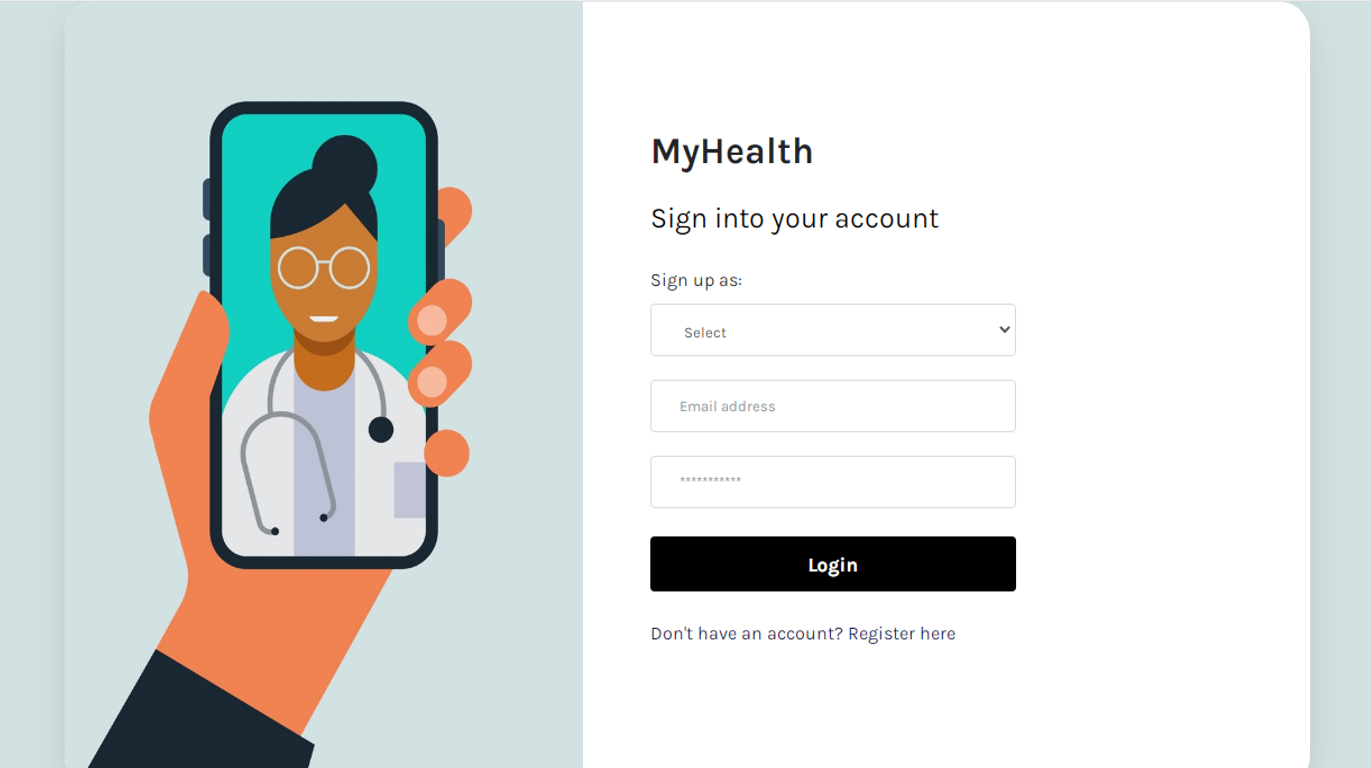 MyHealth
Sign into your account
Sign up as:
Select
Email address
***********
Login
Don't have an account? Register here